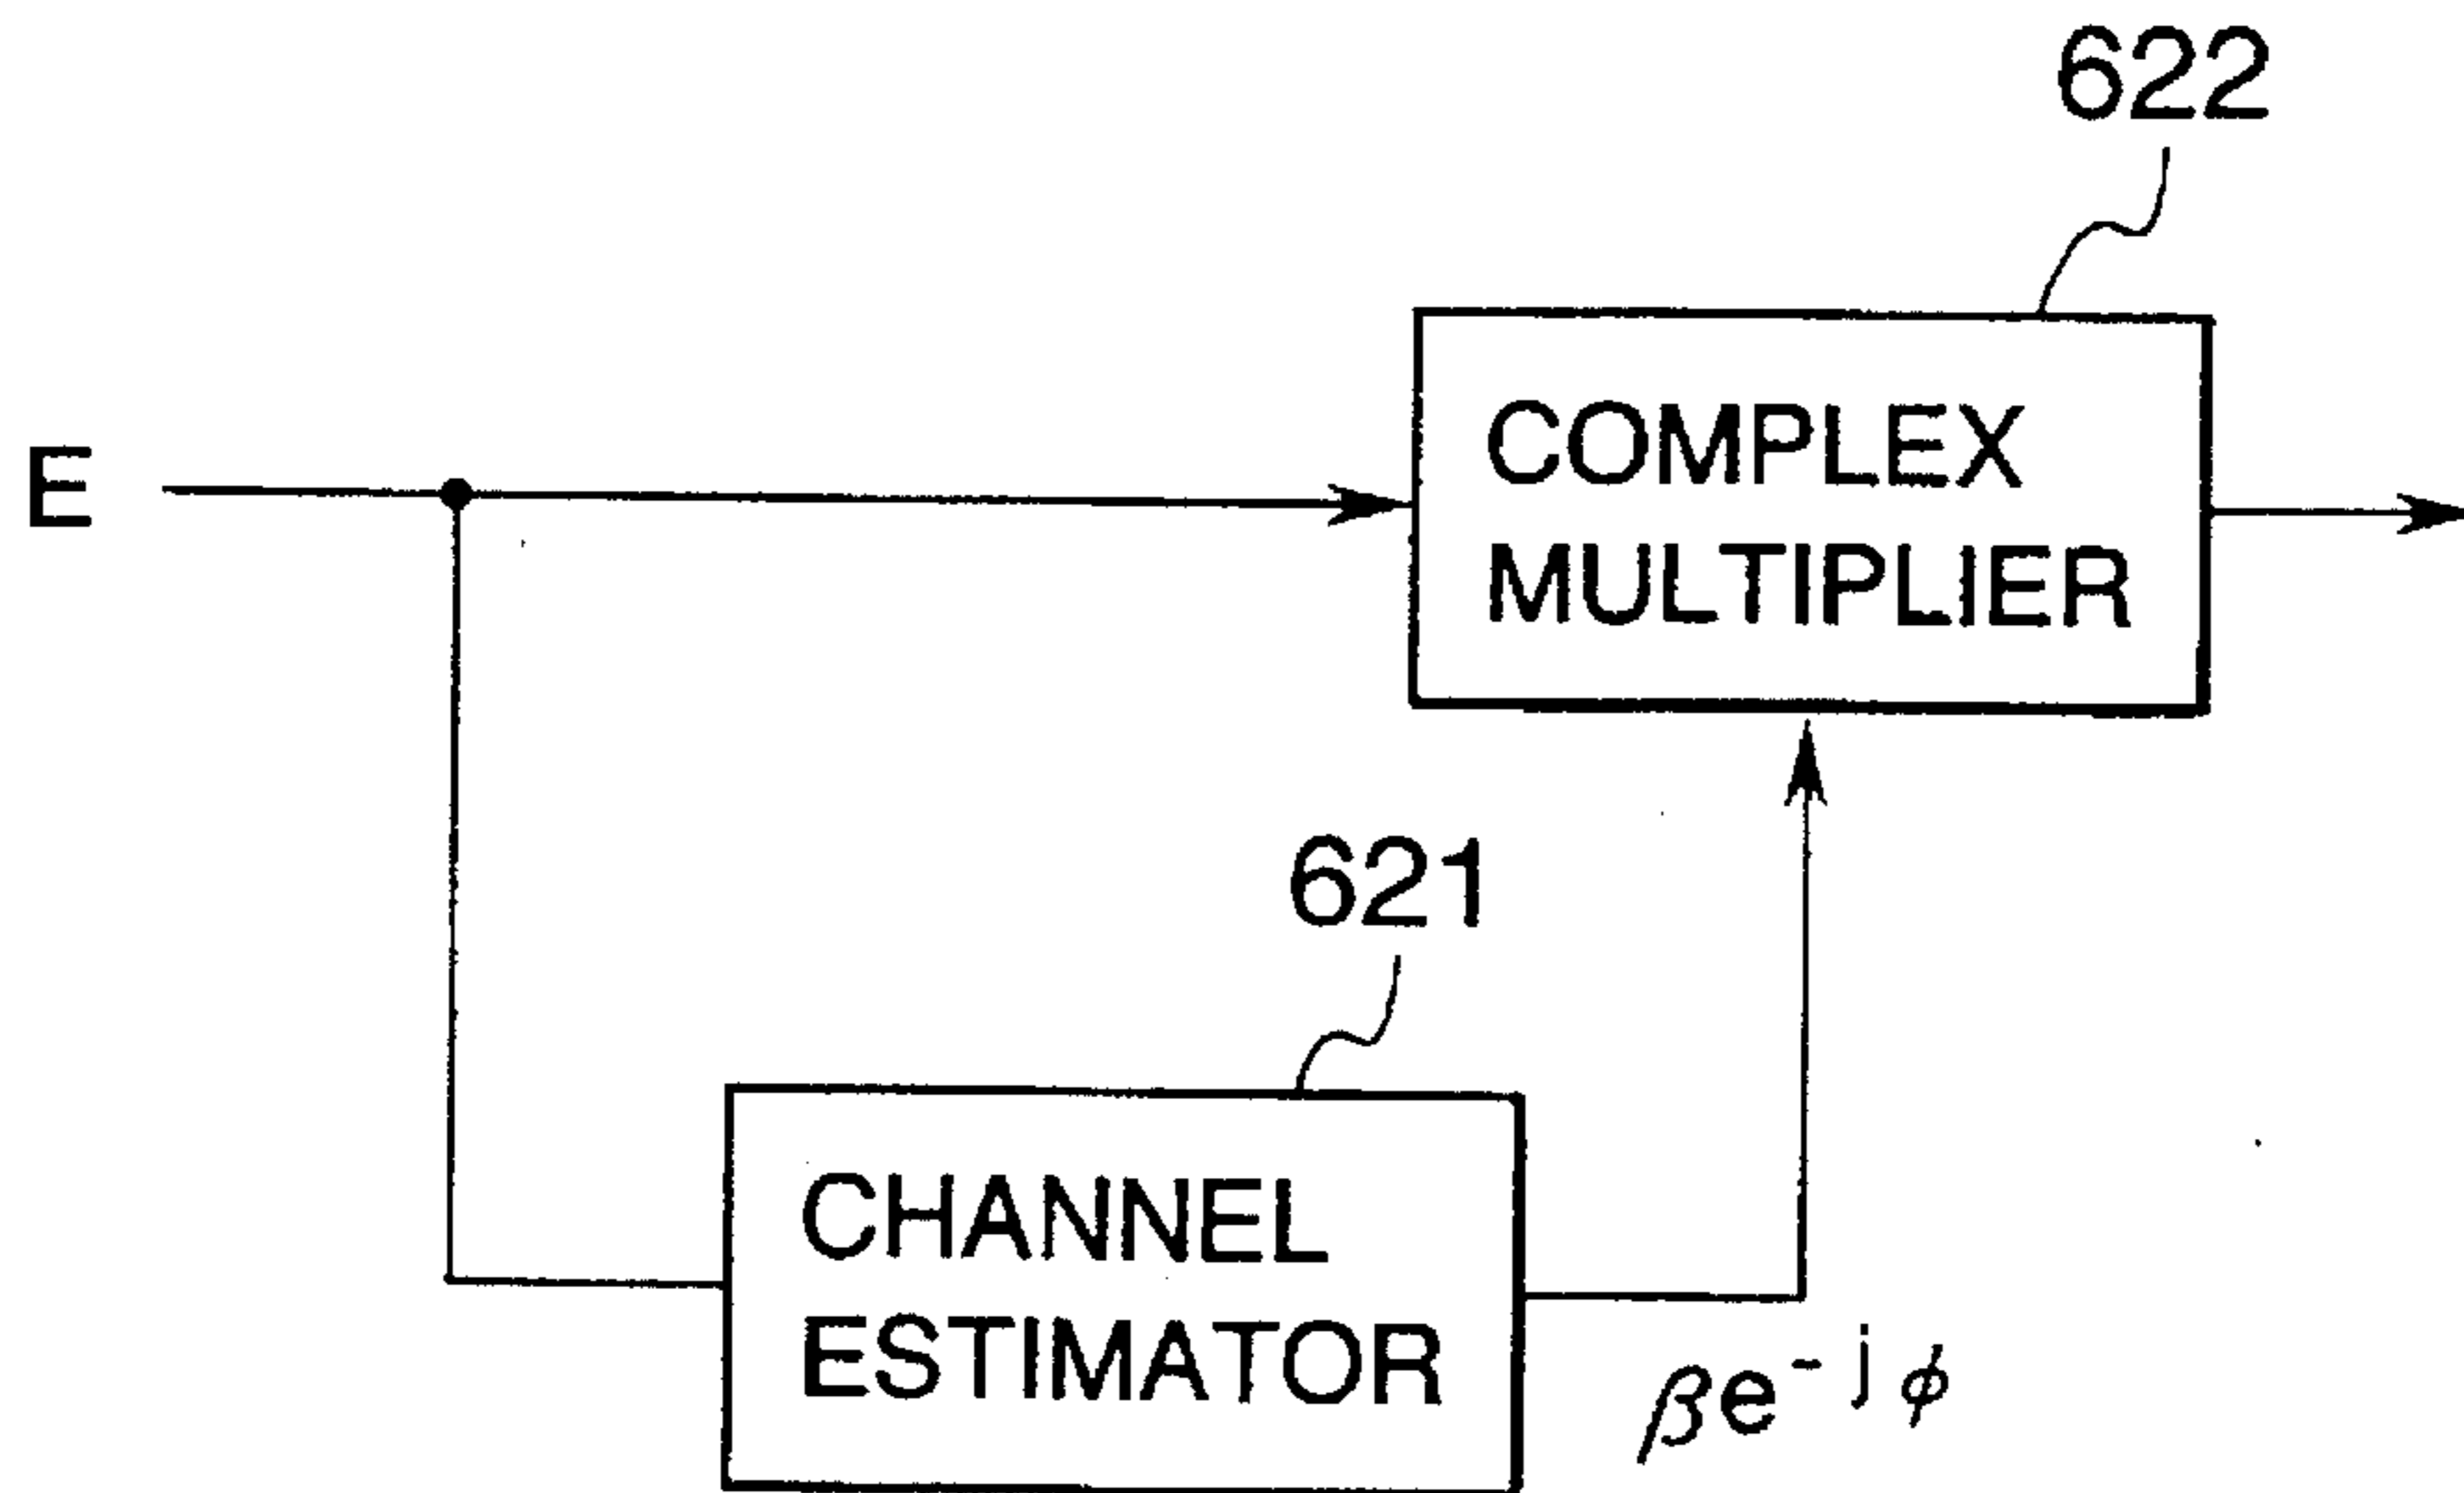 622
E
COMPLEX
MULTIPLIER
621
CHANNEL
ESTIMATOR
βe^-jϕ